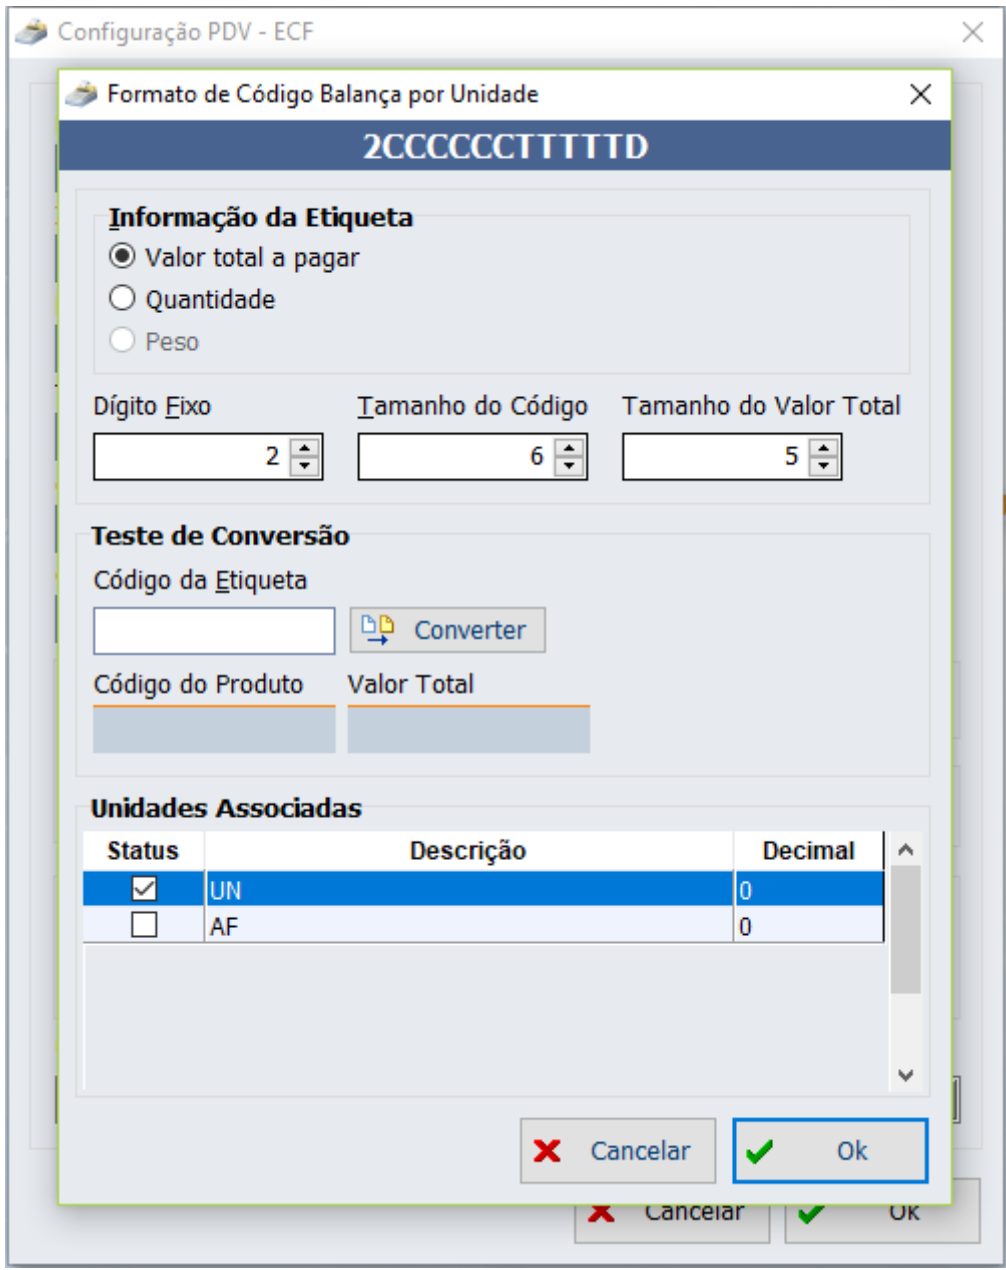 Configuração PDV - ECF
Formato de Código Balança por Unidade
2CCCCCCTTTTTD
Informação da Etiqueta
Valor total a pagar
Quantidade
Peso
Dígito Fixo Tamanho do Código Tamanho do Valor Total
2 6 5
Teste de Conversão
Código da Etiqueta
Converter
Código do Produto Valor Total
Unidades Associadas
Status Descrição Decimal
UN 0
AF 0
Cancelar Ok
Cancelar Ok